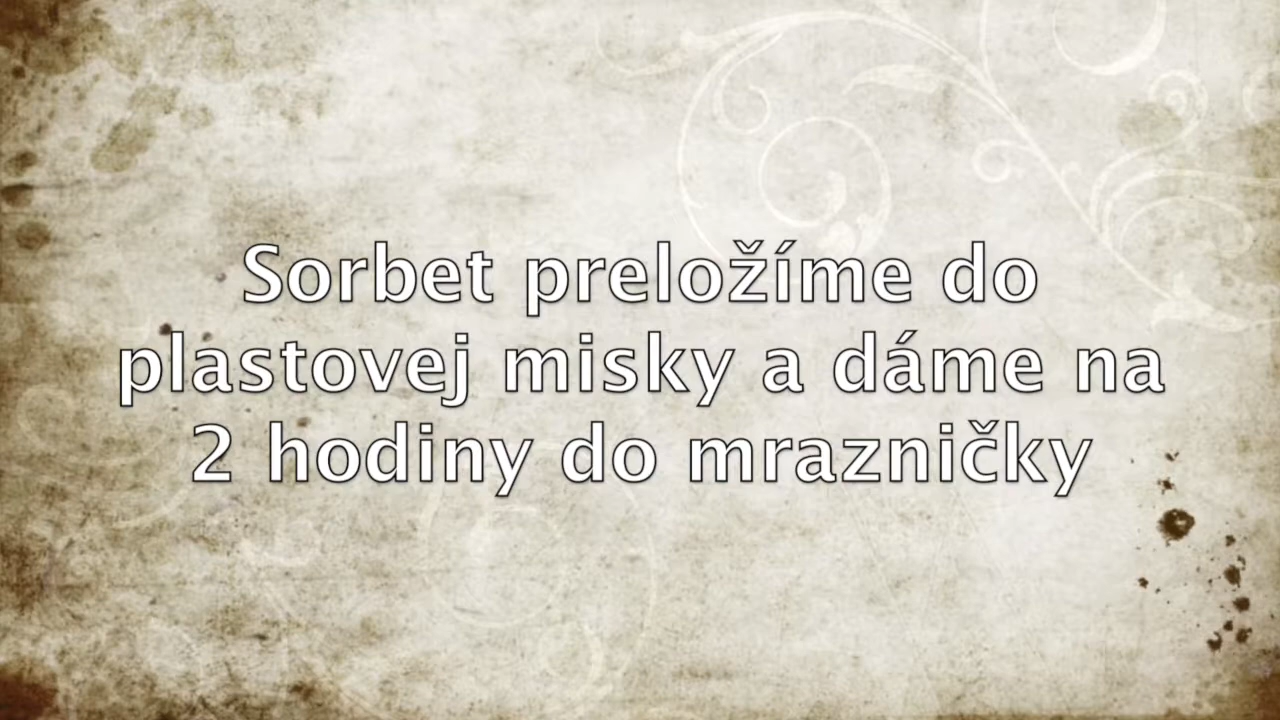 Sorbet preložíme do
plastovej misky a dáme na
2 hodiny do mrazničky